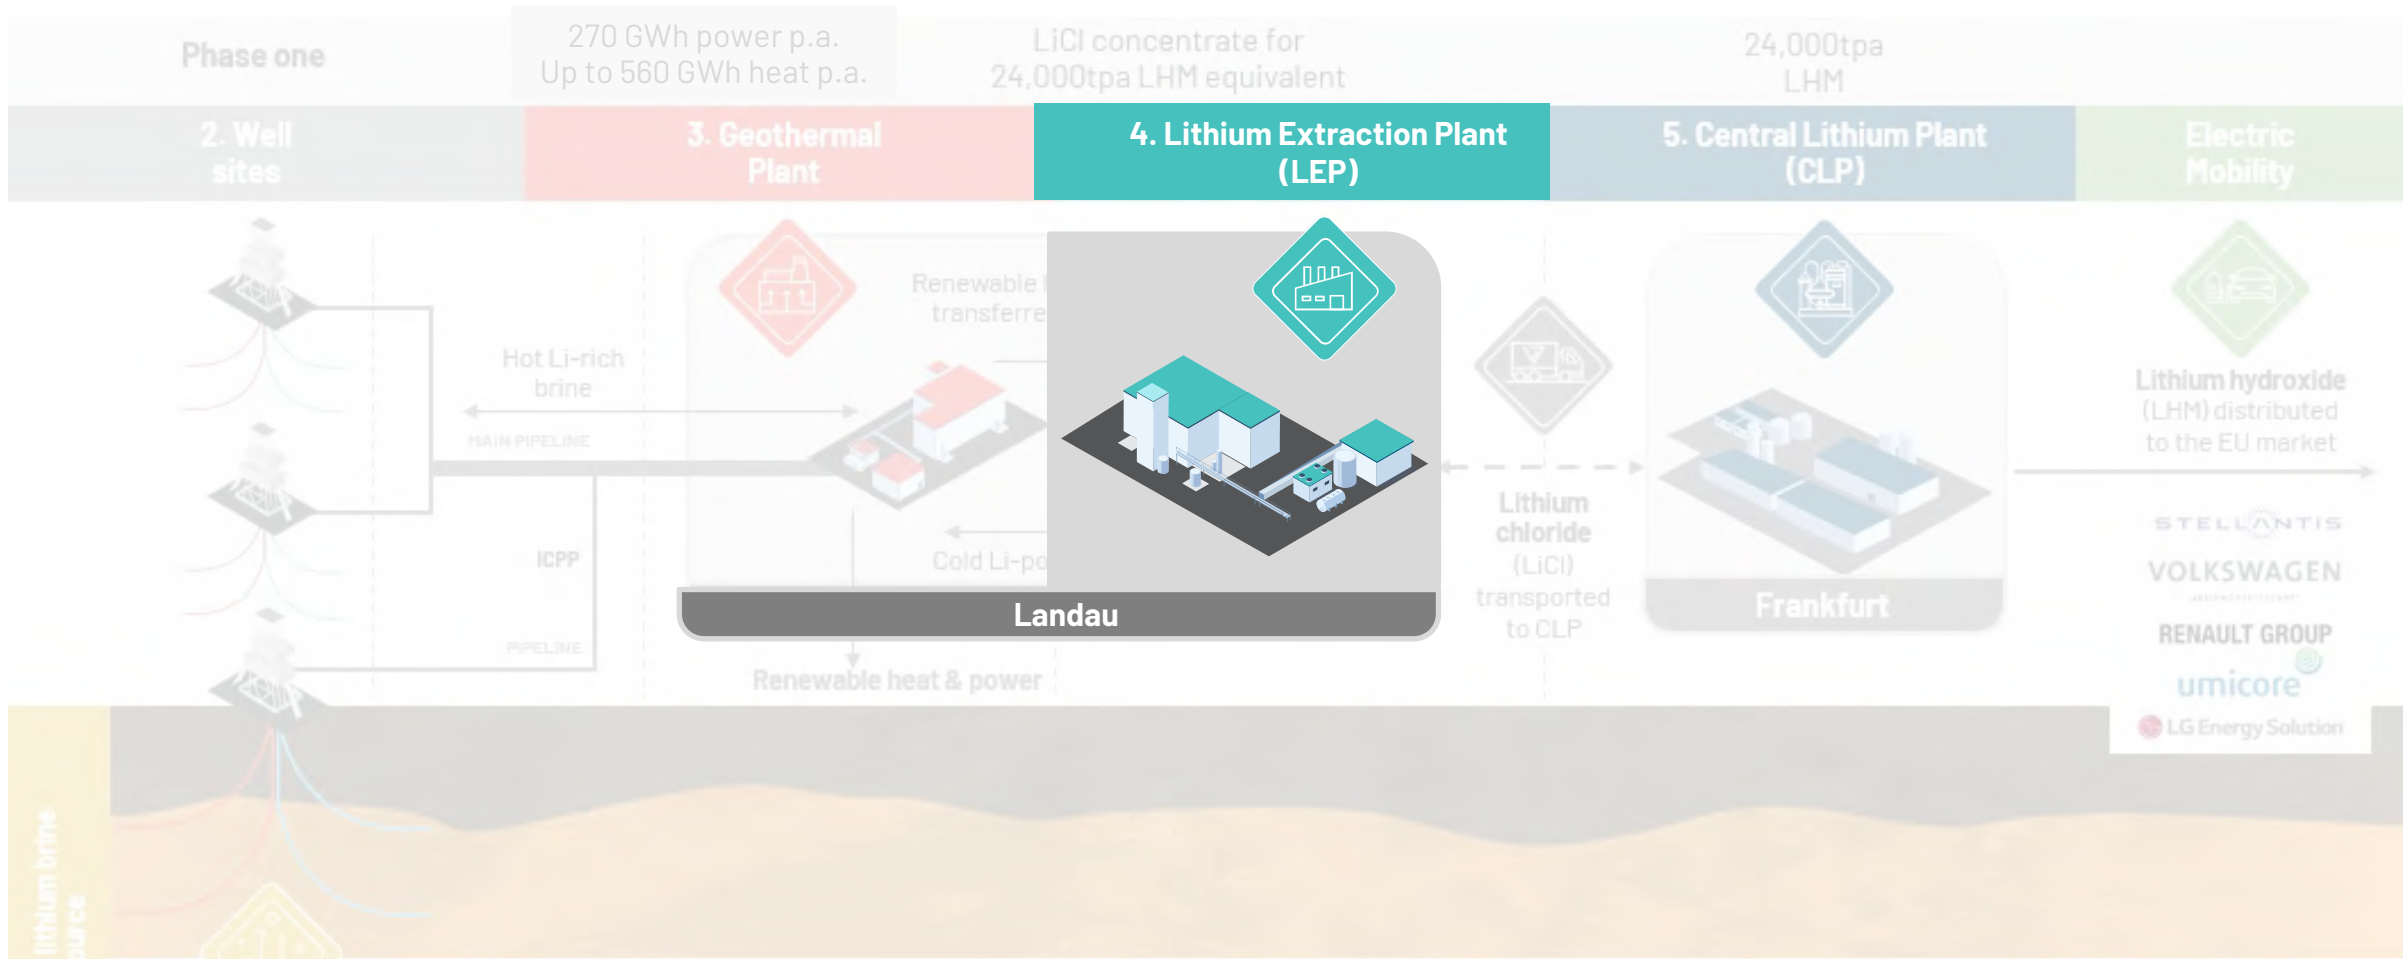 Phase one
270 GWh power p.a.
Up to 560 GWh heat p.a.
LiCl concentrate for
24,000tpa LHM equivalent
24,000tpa
LHM
2. Well
sites
3. Geothermal
Plant
4. Lithium Extraction Plant
(LEP)
5. Central Lithium Plant
(CLP)
Electric
Mobility
Hot Li-rich
brine
MAIN PIPELINE
ICPP
PIPELINE
Renewable
transferre
Cold Li-po
Landau
Renewable heat & power
Lithium
chloride
(LiCl)
transported
to CLP
Frankfurt
Lithium hydroxide
(LHM) distributed
to the EU market
STELLANTIS
VOLKSWAGEN
RENAULT GROUP
umicore
LG Energy Solution
lithium brine
ource